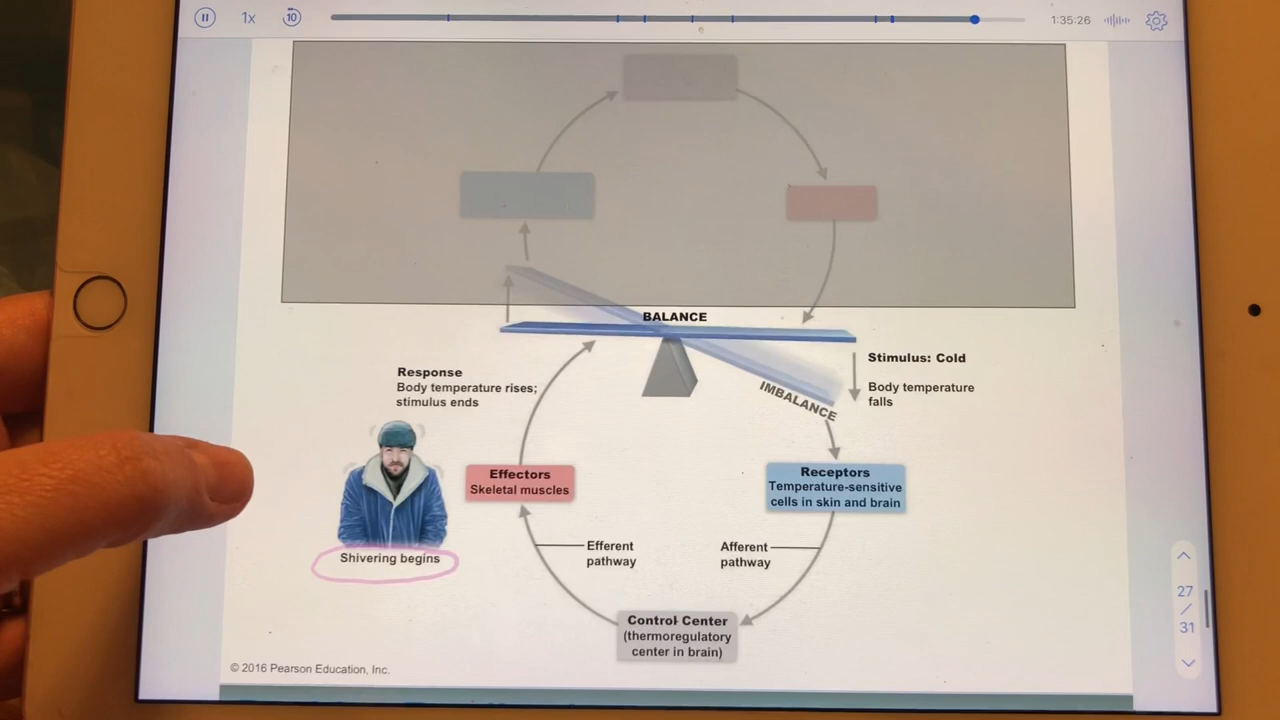 1x
10
1:35:26
BALANCE
Stimulus: Cold
Body temperature
falls
IMBALANCE
Response
Body temperature rises;
stimulus ends
Effectors
Skeletal muscles
Receptors
Temperature-sensitive
cells in skin and brain
Shivering begins
Efferent
pathway
Afferent
pathway
Control Center
(thermoregulatory
center in brain)
27
/
31
© 2016 Pearson Education, Inc.